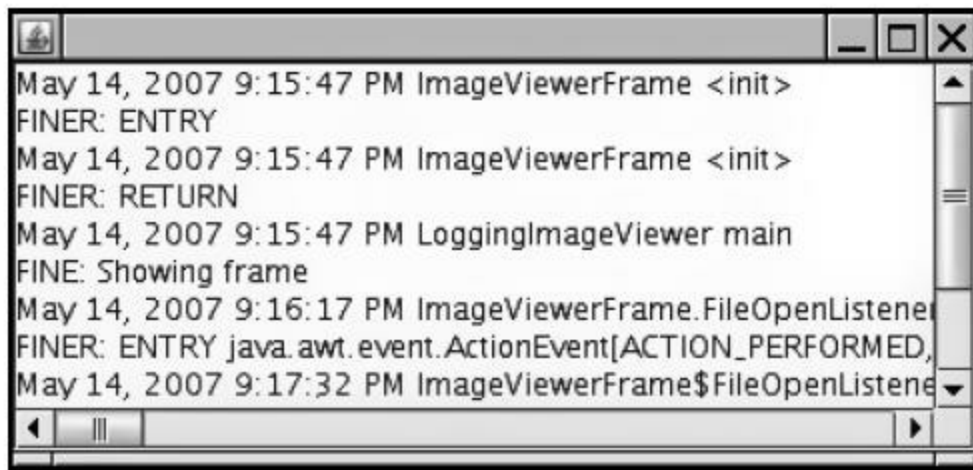 May 14, 2007 9:15:47 PM ImageViewerFrame <init>
FINER: ENTRY
May 14, 2007 9:15:47 PM ImageViewerFrame <init>
FINER: RETURN
May 14, 2007 9:15:47 PM LoggingImageViewer main
FINE: Showing frame
May 14, 2007 9:16:17 PM ImageViewerFrame.FileOpenListener
FINER: ENTRY java.awt.event.ActionEvent[ACTION_PERFORMED,
May 14, 2007 9:17:32 PM ImageViewerFrame$FileOpenListene